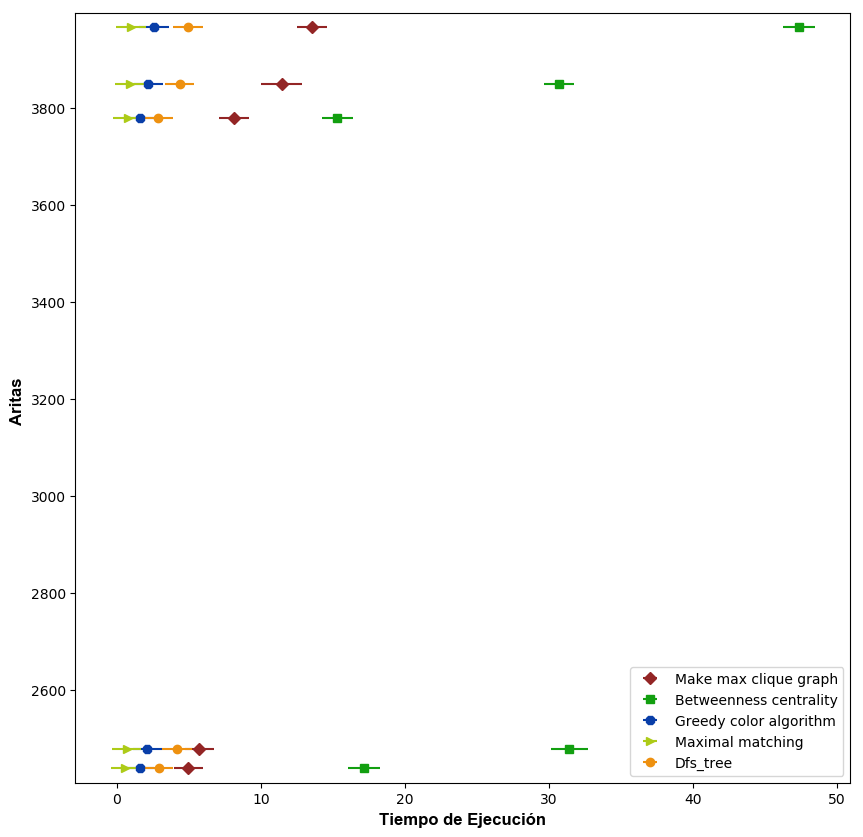 3800
3600
3400
3200
3000
2800
2600
Aritas
0 10 20 30 40 50
Tiempo de Ejecución
Make max clique graph
Betweenness centrality
Greedy color algorithm
Maximal matching
Dfs_tree